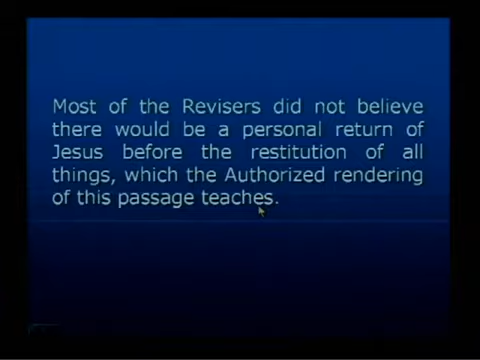 Most of the Revisers did not believe
there would be a personal return of
Jesus before the restitution of all
things, which the Authorized rendering
of this passage teaches.